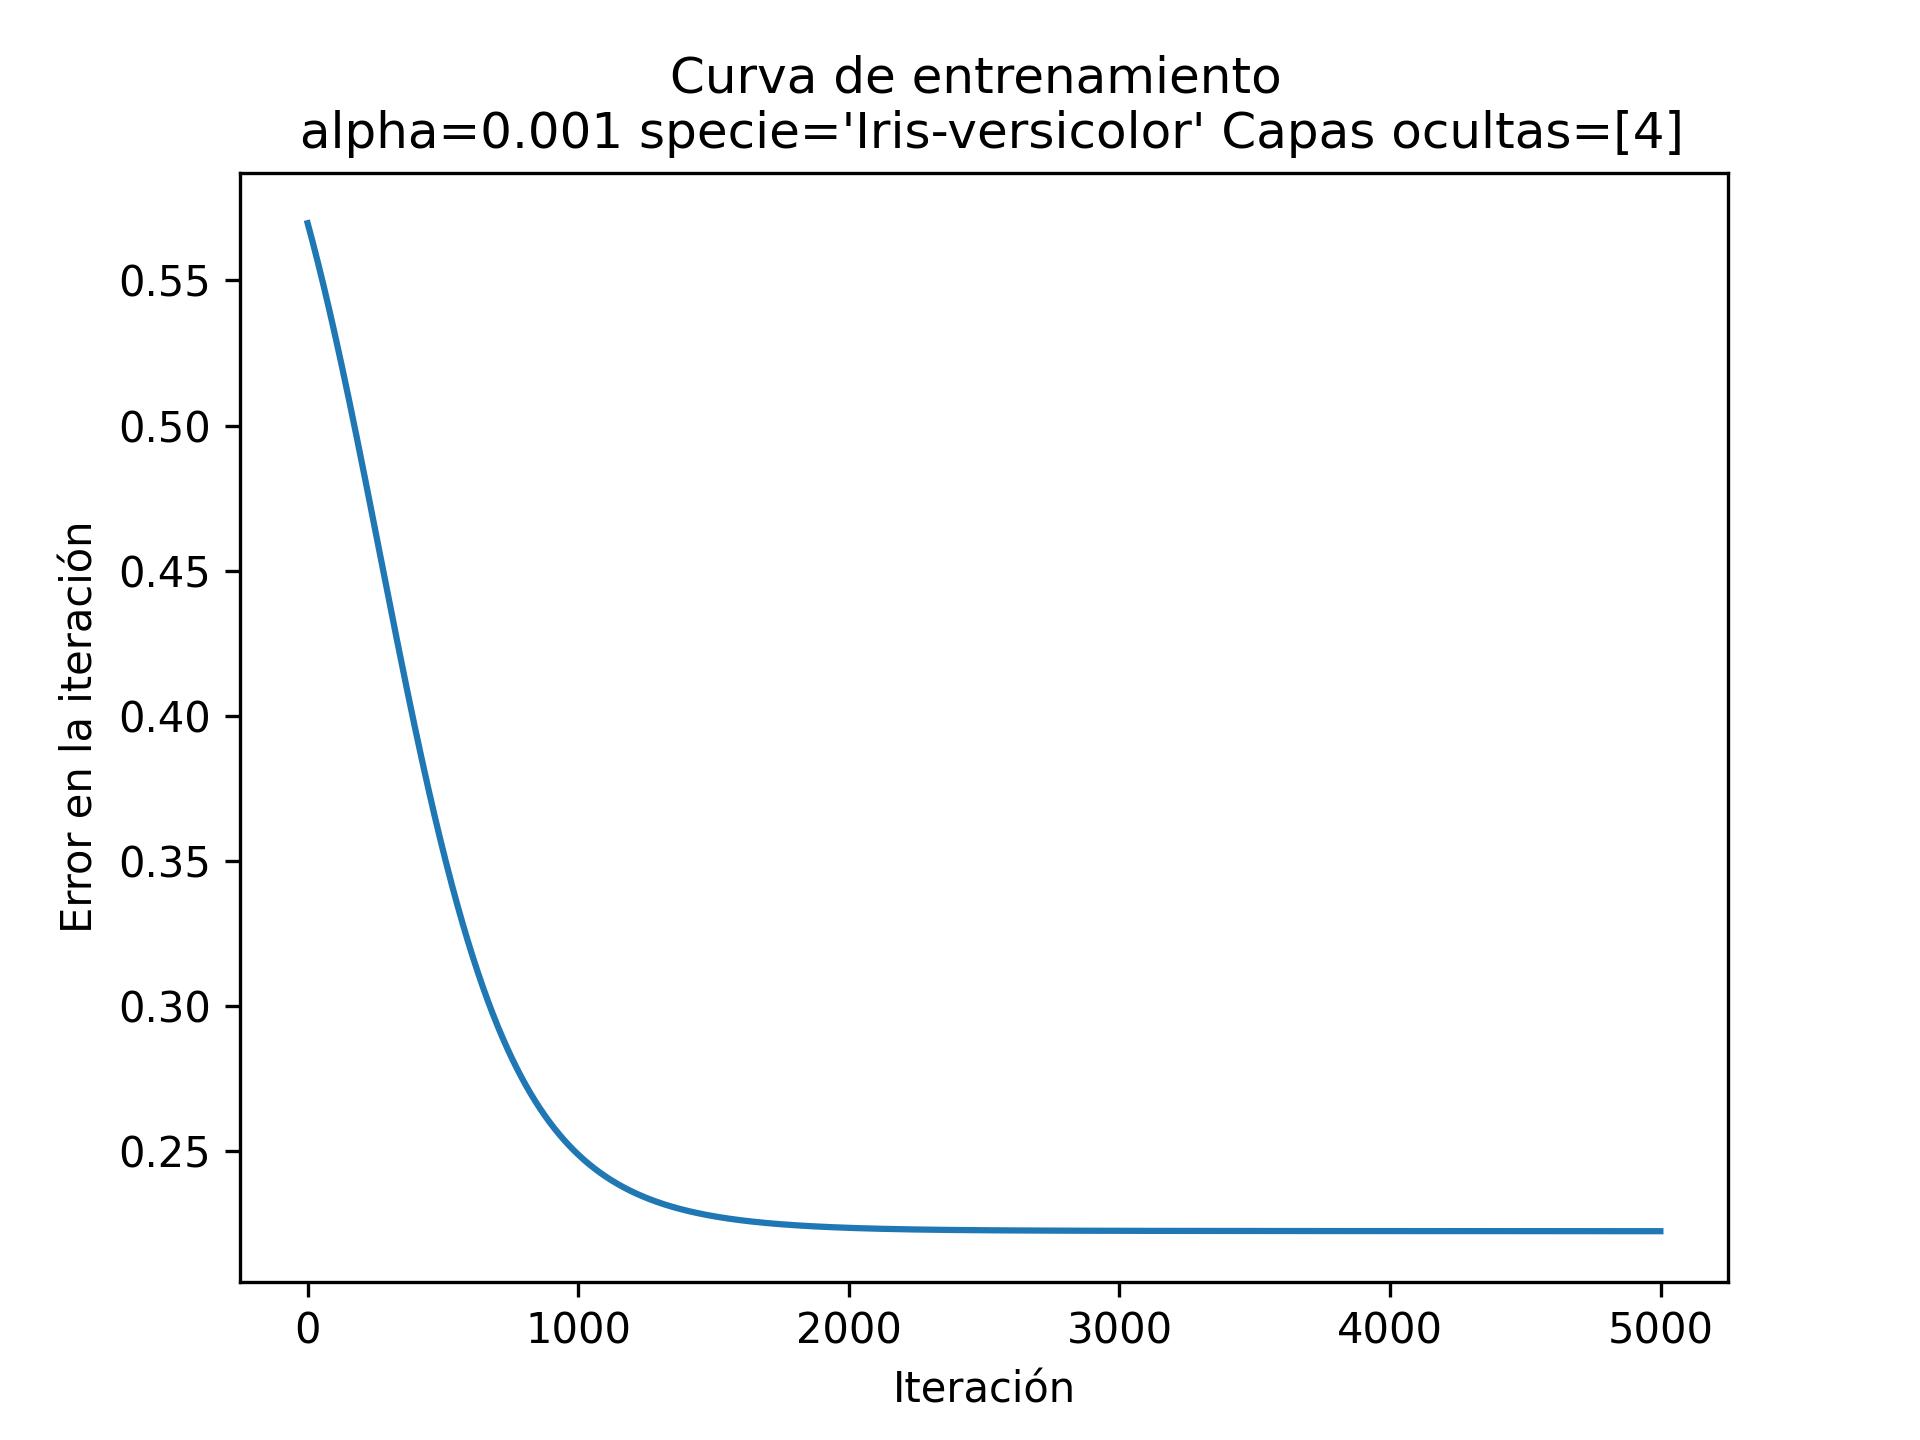 Curva de entrenamiento
alpha=0.001 specie='Iris-versicolor' Capas ocultas=[4]
Error en la iteración
0.55
0.50
0.45
0.40
0.35
0.30
0.25
0 1000 2000 3000 4000 5000
Iteración